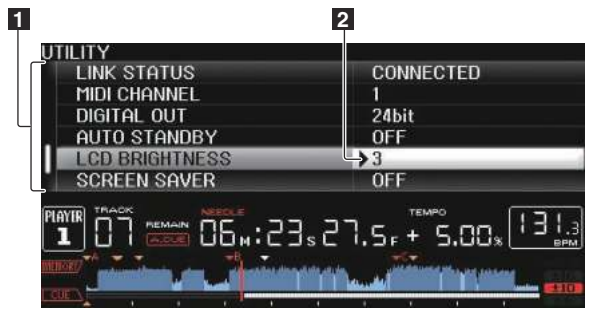 1 2
UTILITY
LINK STATUS CONNECTED
MIDI CHANNEL 1
DIGITAL OUT 24bit
AUTO STANDBY OFF
LCD BRIGHTNESS 3
SCREEN SAVER OFF
PLAYER 1 TRACK 07 REMAIN A.CUE NEEDLE 06M:23S27.5F TEMPO +5.00% 131.3 BPM
MEMORY A B C
CUE ±10